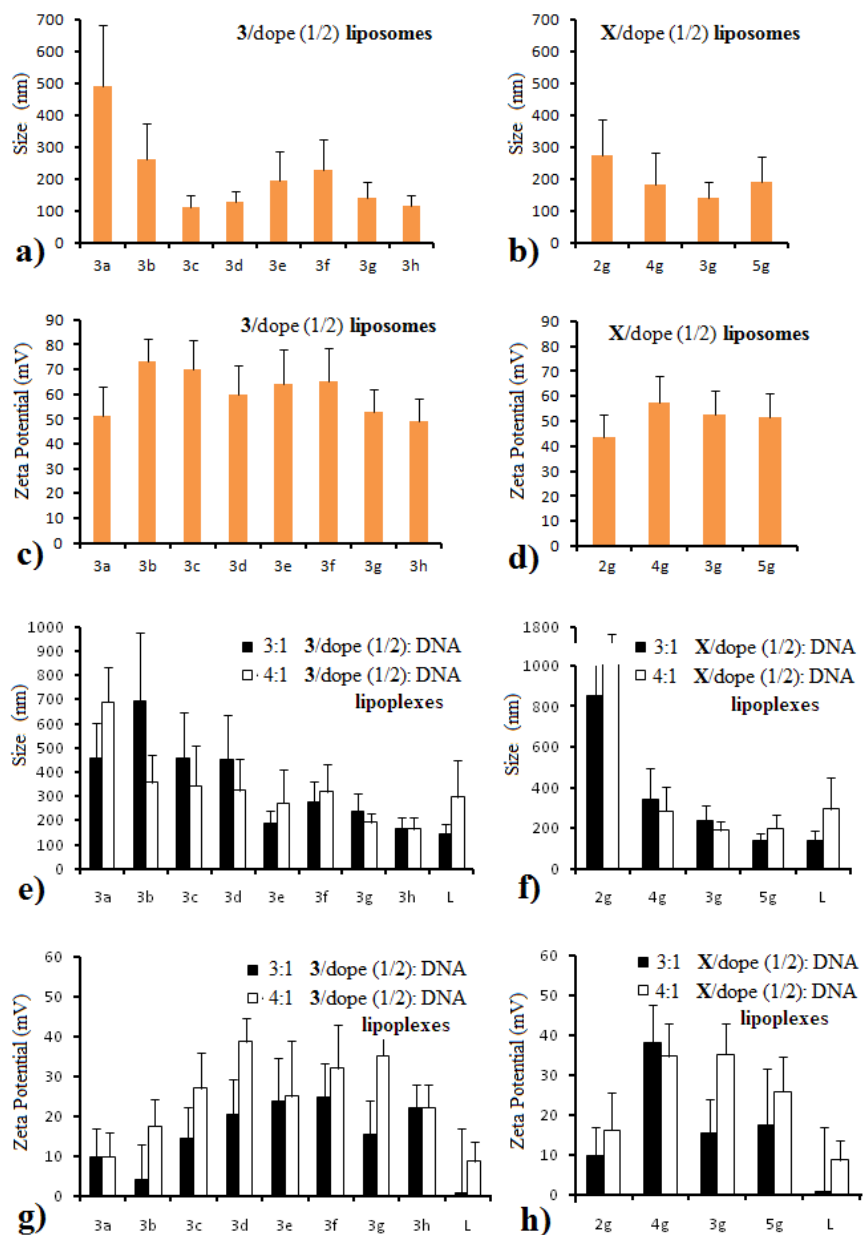 3/dope (1/2) liposomes
Size (nm)
700
600
500
400
300
200
100
0
3a 3b 3c 3d 3e 3f 3g 3h
a)
X/dope (1/2) liposomes
Size (nm)
700
600
500
400
300
200
100
0
2g 4g 3g 5g
b)
3/dope (1/2) liposomes
Zeta Potential (mV)
90
80
70
60
50
40
30
20
10
0
3a 3b 3c 3d 3e 3f 3g 3h
c)
X/dope (1/2) liposomes
Zeta Potential (mV)
90
80
70
60
50
40
30
20
10
0
2g 4g 3g 5g
d)
3:1 3/dope (1/2): DNA
4:1 3/dope (1/2): DNA
lipoplexes
Size (nm)
1000
900
800
700
600
500
400
300
200
100
0
3a 3b 3c 3d 3e 3f 3g 3h L
e)
3:1 X/dope (1/2): DNA
4:1 X/dope (1/2): DNA
lipoplexes
Size (nm)
1800
1000
800
600
400
200
0
2g 4g 3g 5g L
f)
3:1 3/dope (1/2): DNA
4:1 3/dope (1/2): DNA
lipoplexes
Zeta Potential (mV)
60
50
40
30
20
10
0
3a 3b 3c 3d 3e 3f 3g 3h L
g)
3:1 X/dope (1/2): DNA
4:1 X/dope (1/2): DNA
lipoplexes
Zeta Potential (mV)
60
50
40
30
20
10
0
2g 4g 3g 5g L
h)